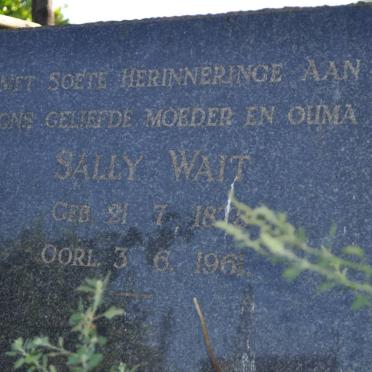 MET SOETE HERINNERINGE AAN
ONS GELIEFDE MOEDER EN OUMA
SALLY WAIT
GEB. 21 7. 
OORL. 3 6. 1961.